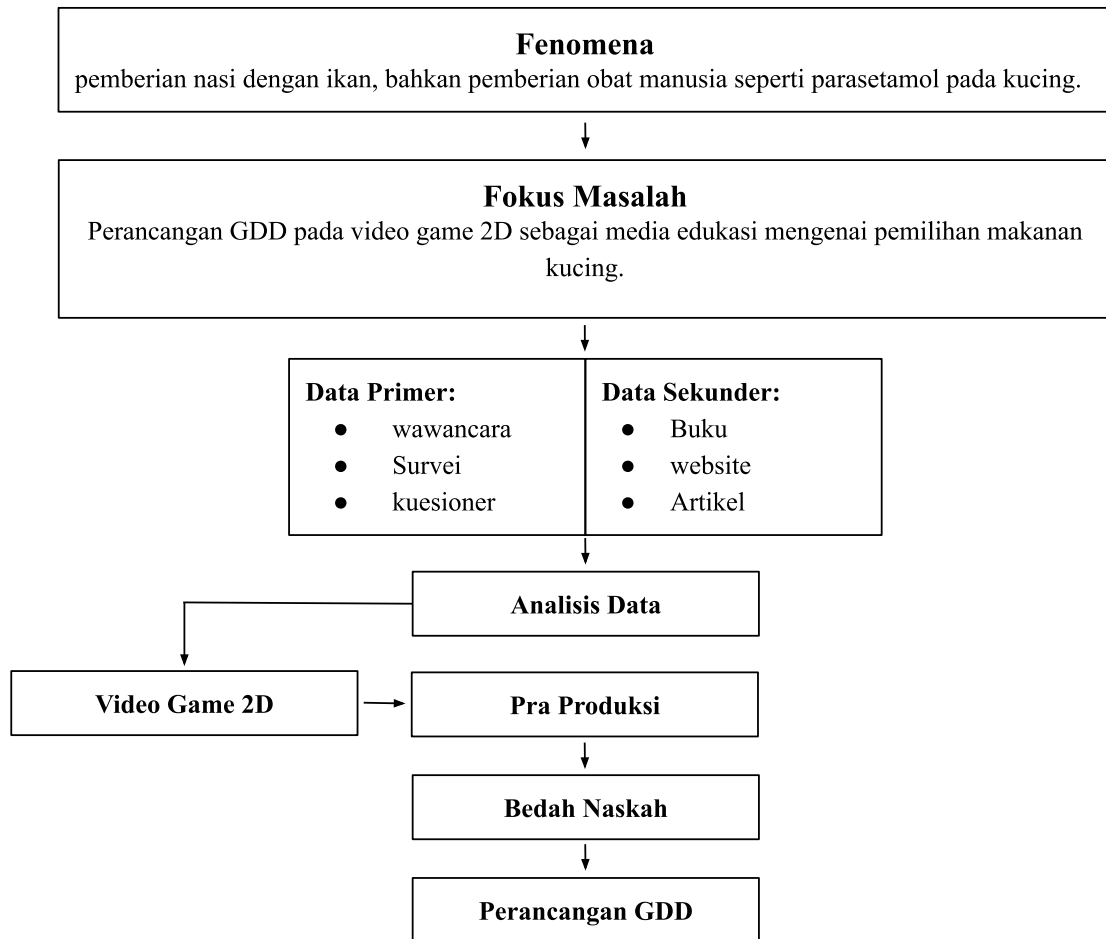 Fenomena
pemberian nasi dengan ikan, bahkan pemberian obat manusia seperti parasetamol pada kucing.
Fokus Masalah
Perancangan GDD pada video game 2D sebagai media edukasi mengenai pemilihan makanan
kucing.
Data Primer:
● wawancara
● Survei
● kuesioner
Data Sekunder:
● Buku
● website
● Artikel
Analisis Data
Video Game 2D
Pra Produksi
Bedah Naskah
Perancangan GDD